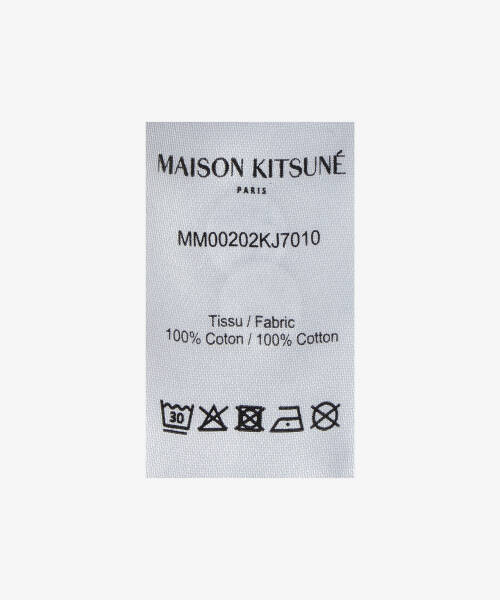 MAISON KITSUNÉ
PARIS
MM00202KJ7010
Tissu / Fabric
100% Coton / 100% Cotton
30